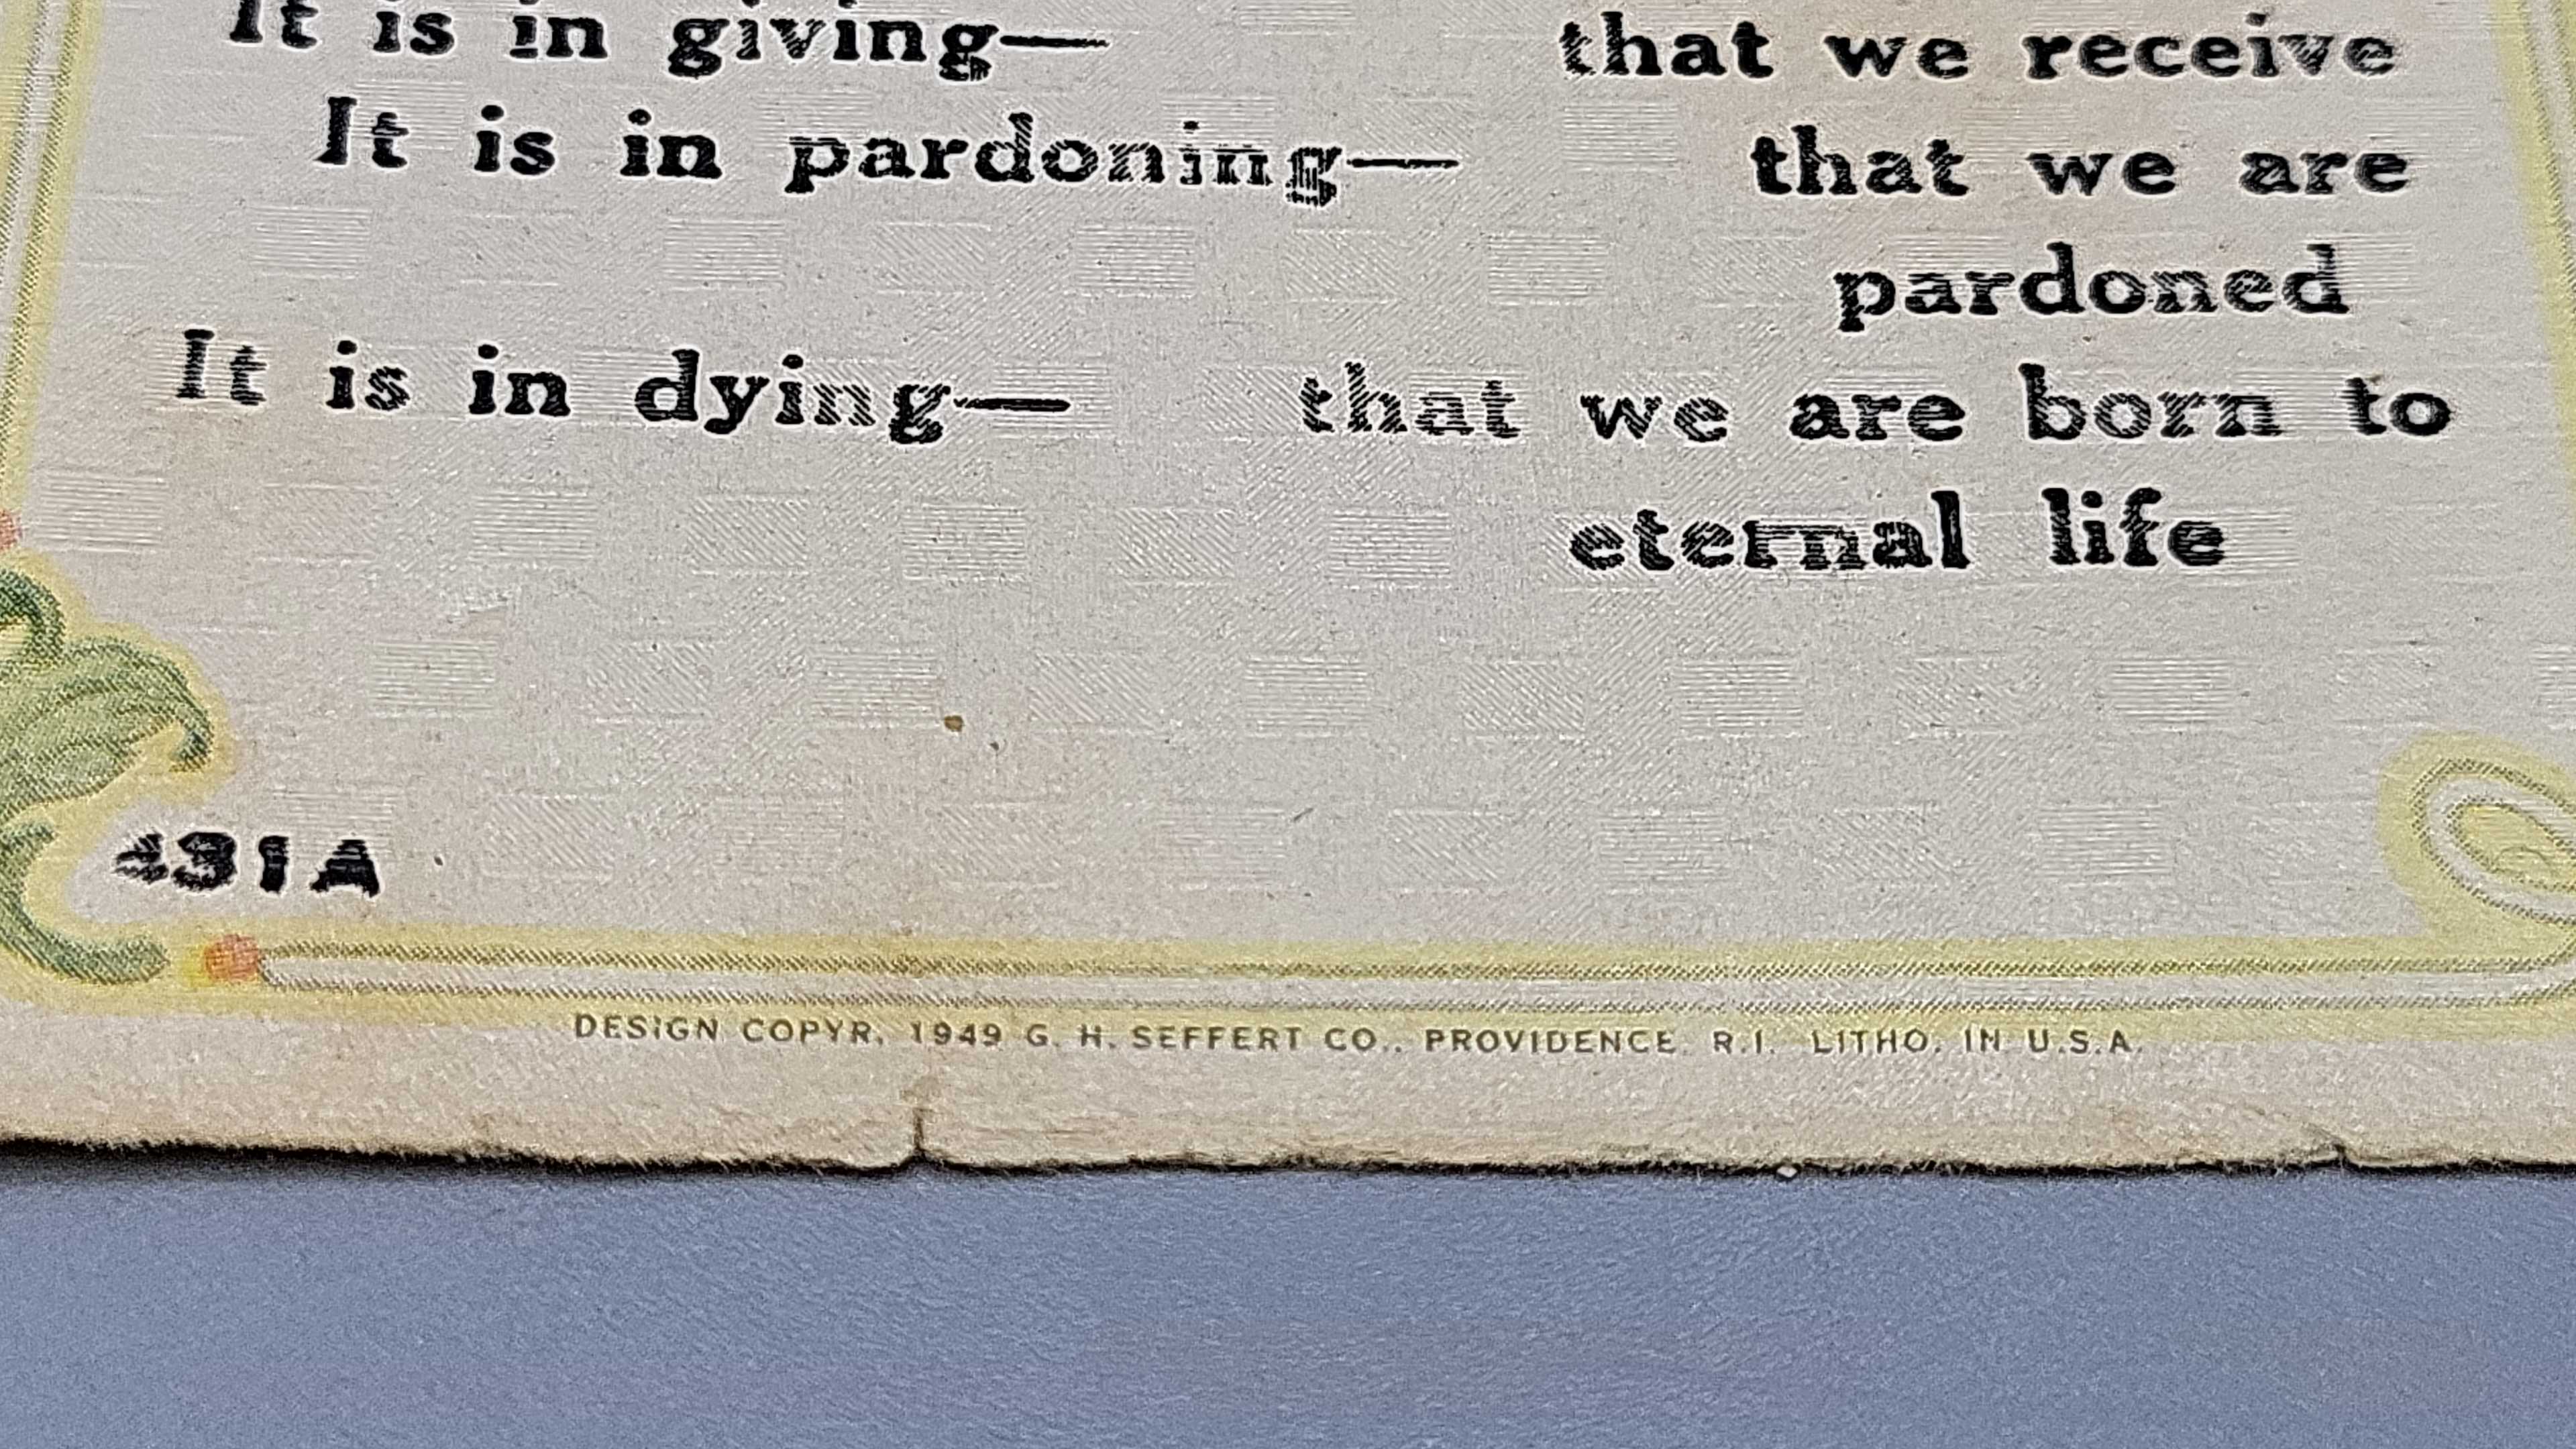 It is in giving— that we receive
It is in pardoning— that we are
pardoned
It is in dying— that we are born to
eternal life
431A
DESIGN COPYR. 1949 G. H. SEFFERT CO., PROVIDENCE, R.I. LITHO. IN U.S.A.